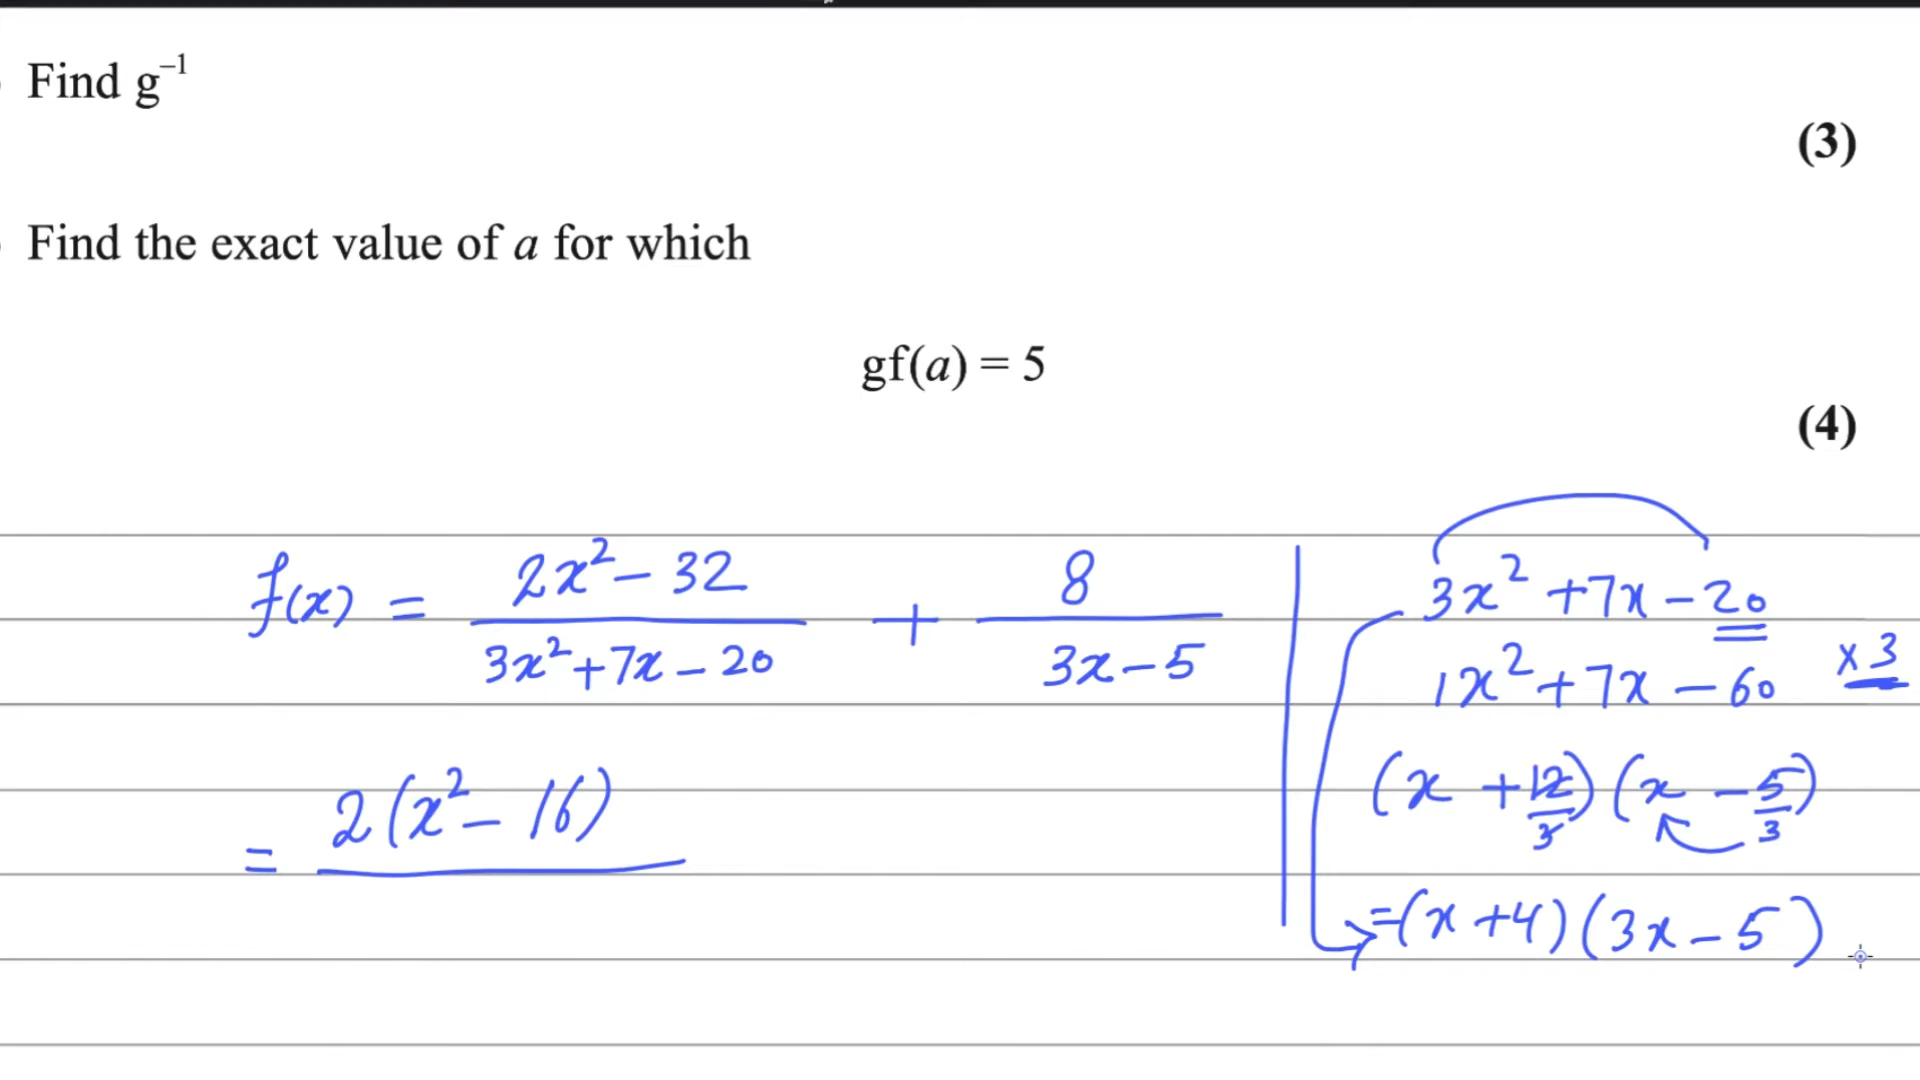 Find g⁻¹
(3)
Find the exact value of a for which
gf(a) = 5
(4)
f(x) = (2x² − 32)/(3x² + 7x − 20) + 8/(3x − 5)
= 2(x² − 16)
3x² + 7x − 20
1x² + 7x − 60 ×3
(x + 12/3)(x − 5/3)
= (x + 4)(3x − 5)